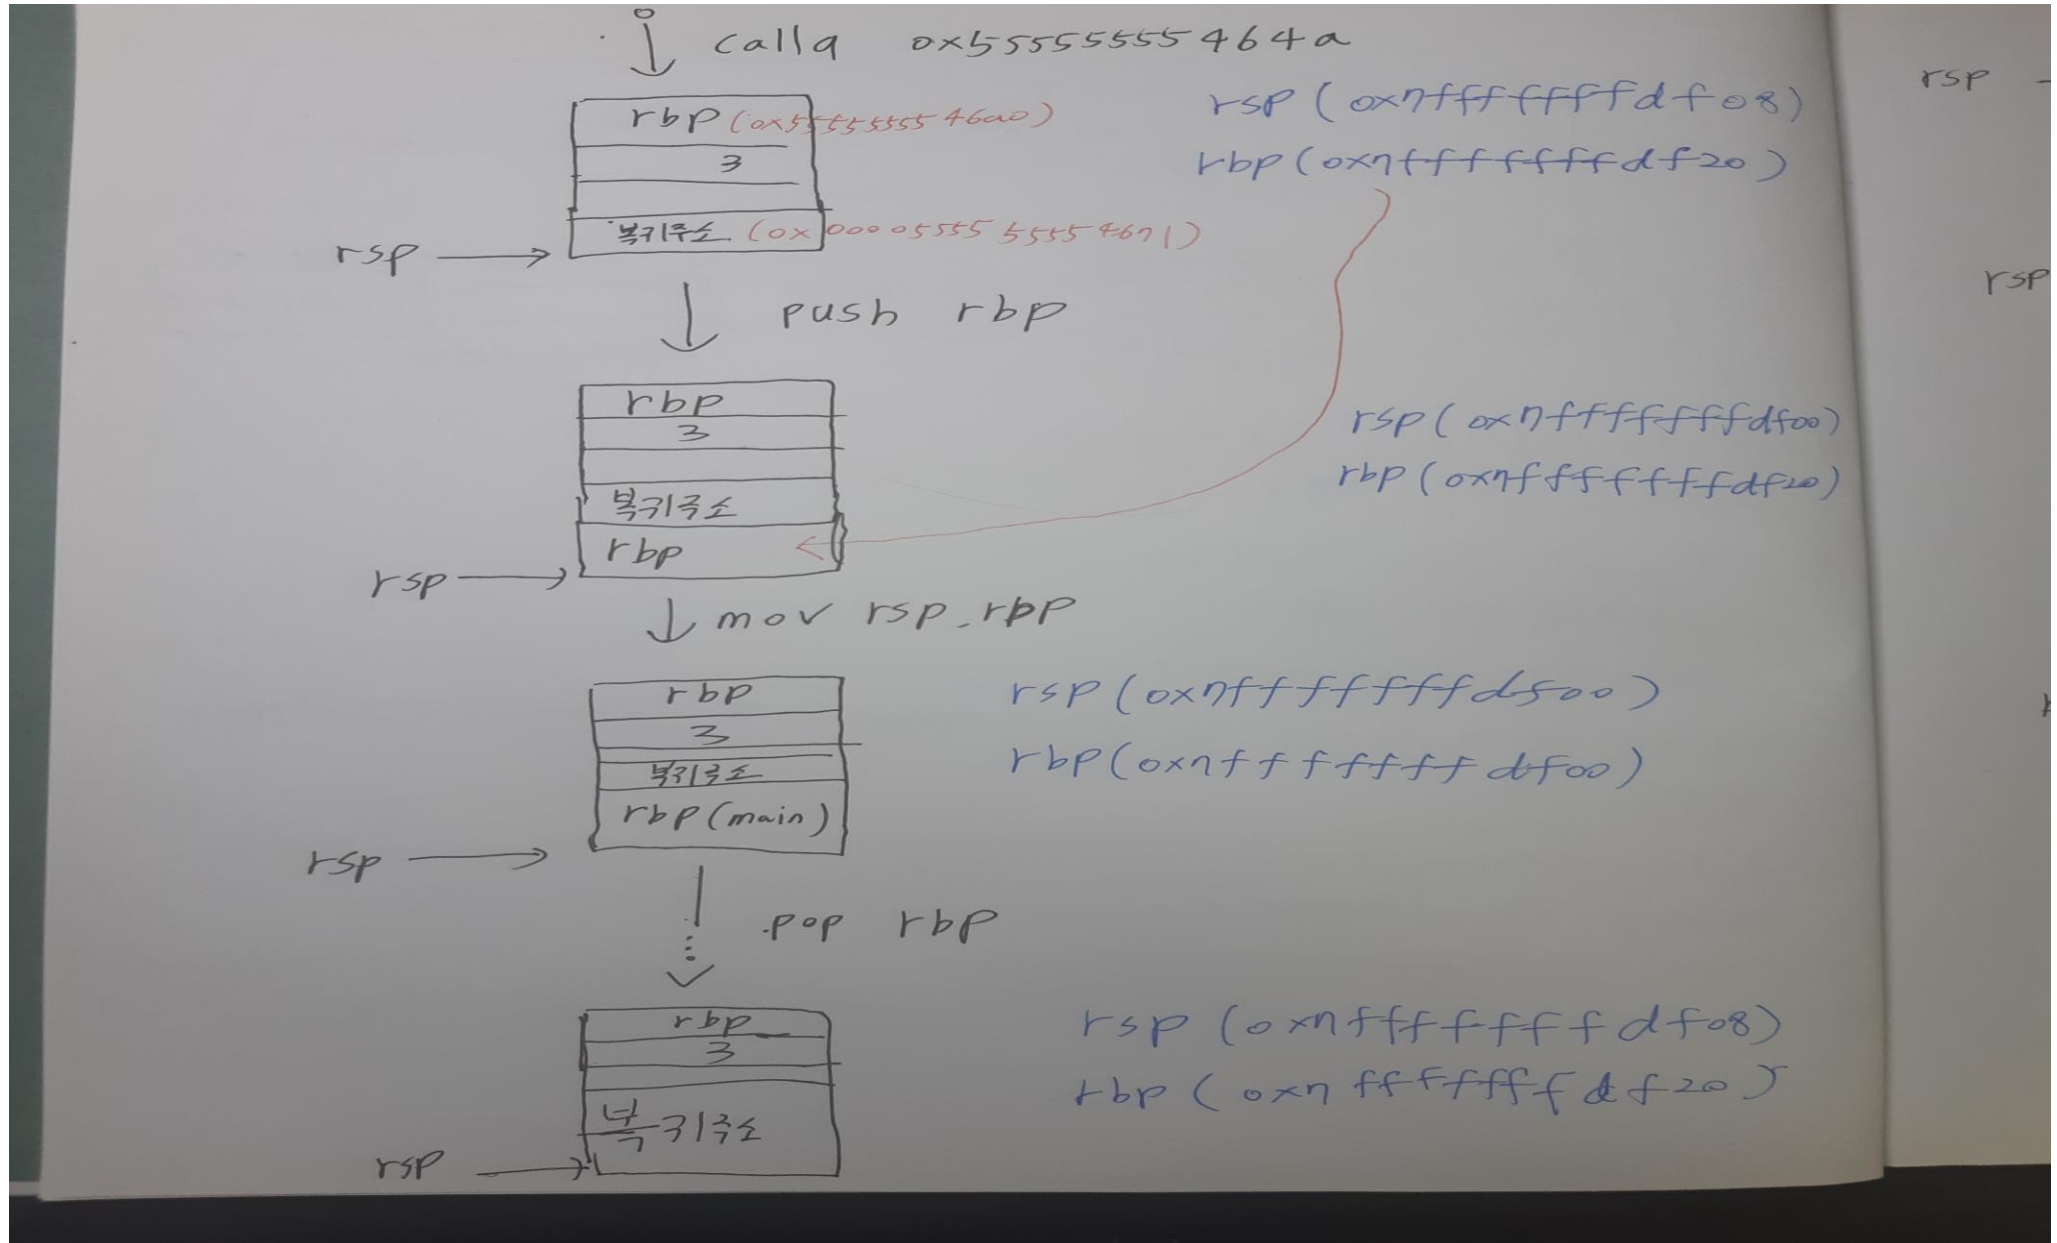 callq 0x55555555464a
rbp (0x5555555546a0)
3
복귀주소 (0x0000555555554671)
rsp
rsp (0x7fffffffdf08)
rbp (0x7fffffffdf20)
rsp
rsp
push rbp
rbp
3
복귀주소
rbp
rsp
rsp (0x7fffffffdf00)
rbp (0x7fffffffdf20)
mov rsp, rbp
rbp
3
복귀주소
rbp (main)
rsp
rsp (0x7fffffffdf00)
rbp (0x7fffffffdf00)
pop rbp
rbp
3
복귀주소
rsp
rsp (0x7fffffffdf08)
rbp (0x7fffffffdf20)